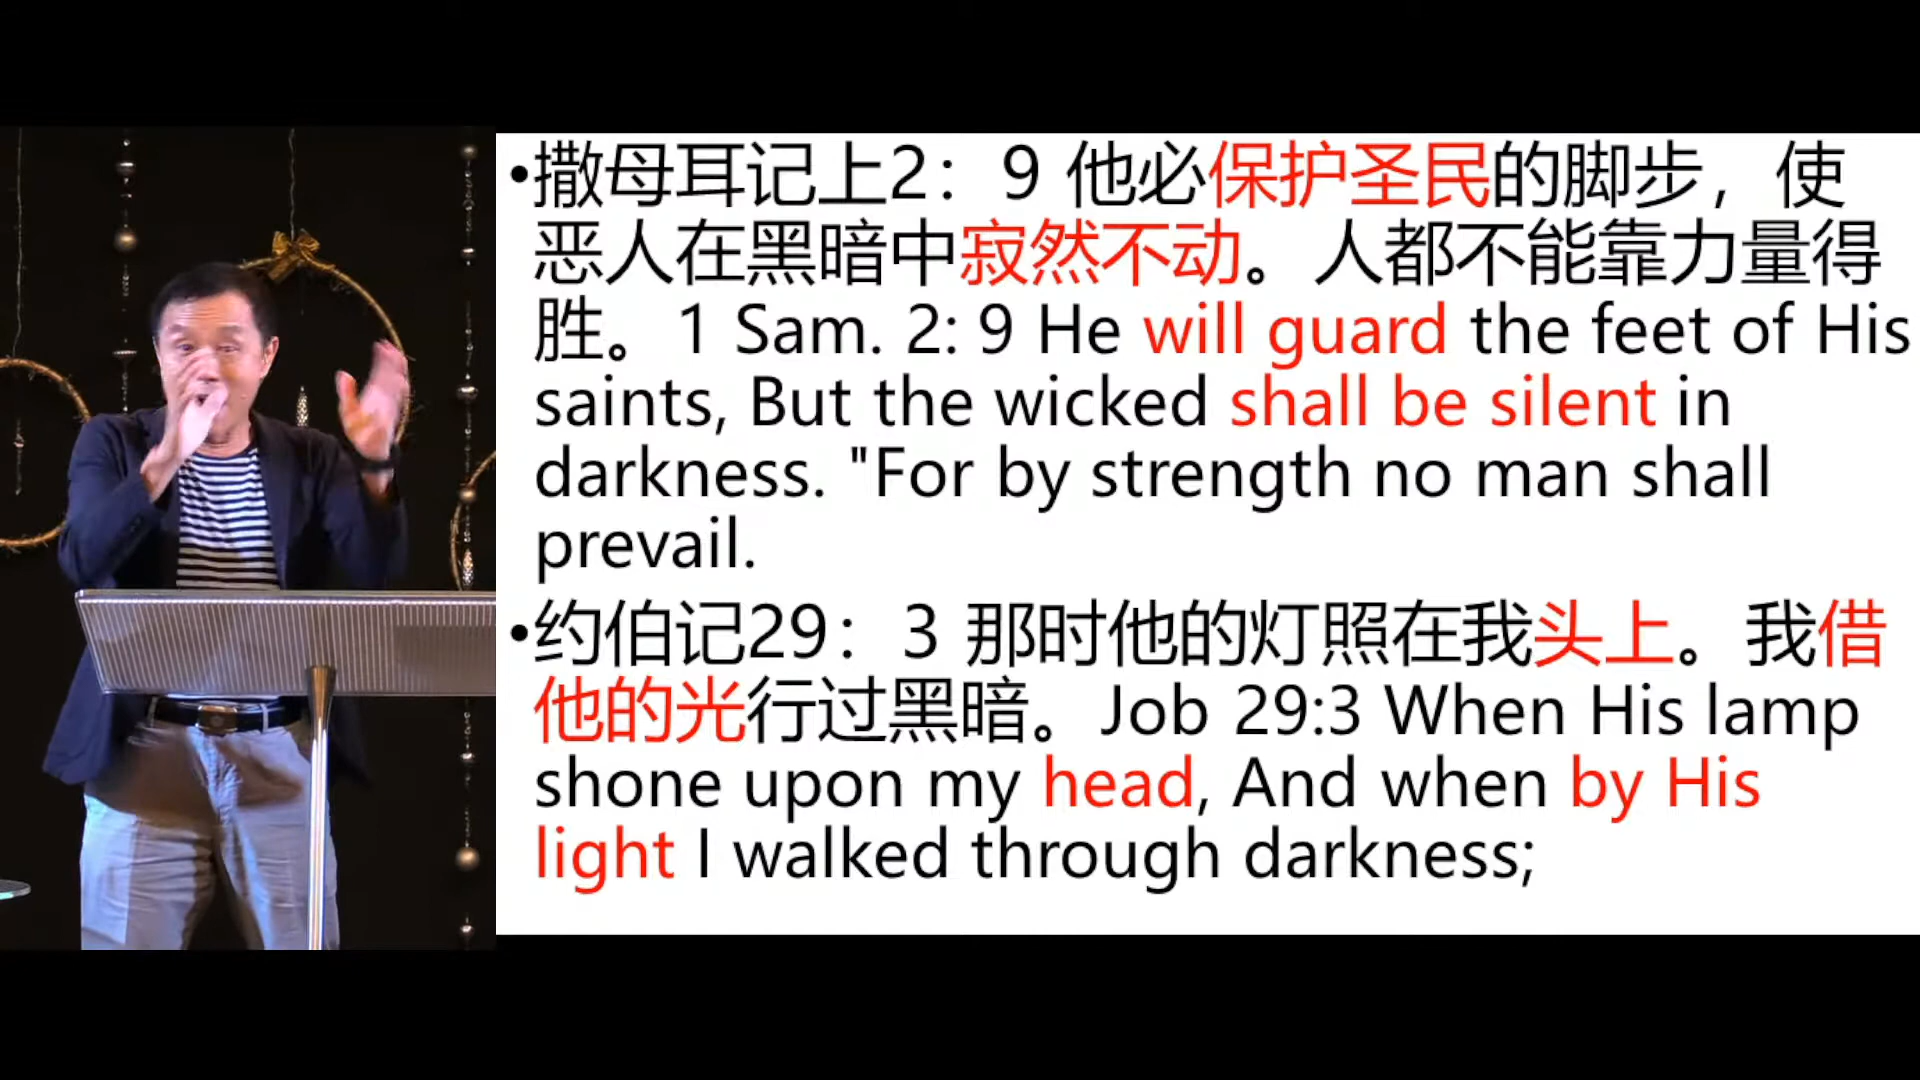 •撒母耳记上2：9 他必保护圣民的脚步，使
恶人在黑暗中寂然不动。人都不能靠力量得
胜。1 Sam. 2: 9 He will guard the feet of His
saints, But the wicked shall be silent in
darkness. "For by strength no man shall
prevail.
•约伯记29：3 那时他的灯照在我头上。我借
他的光行过黑暗。Job 29:3 When His lamp
shone upon my head, And when by His
light I walked through darkness;